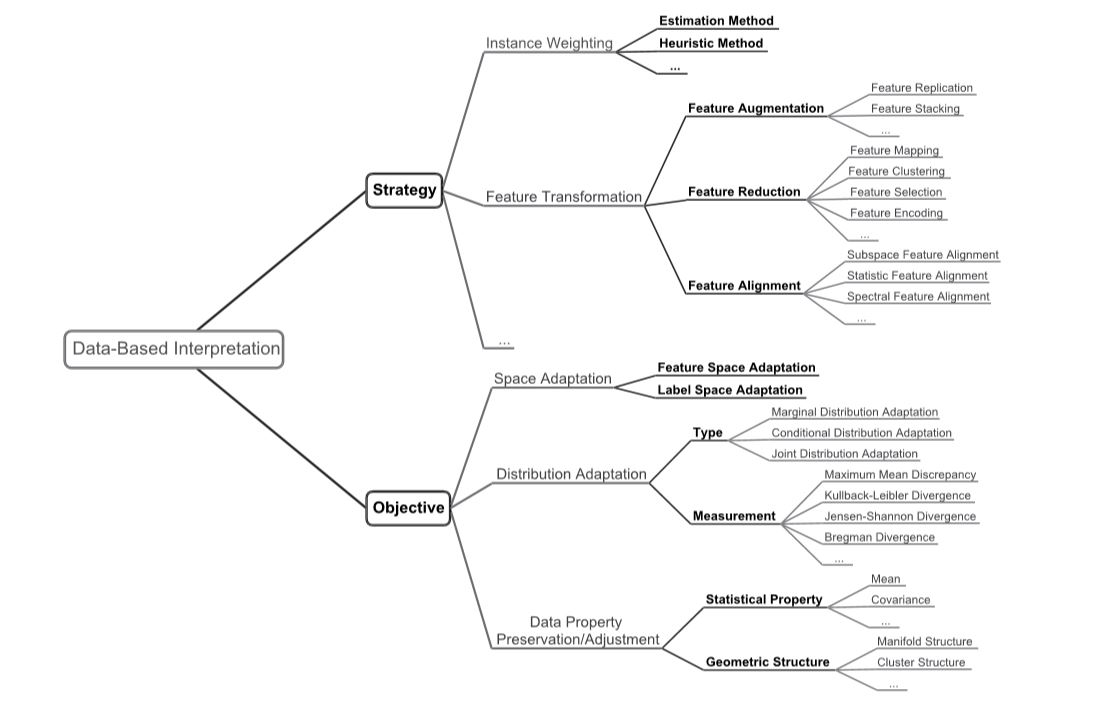 Estimation Method
Instance Weighting
Heuristic Method
...
Feature Replication
Feature Augmentation
Feature Stacking
...
Feature Mapping
Feature Clustering
Strategy
Feature Transformation
Feature Reduction
Feature Selection
Feature Encoding
...
Subspace Feature Alignment
Statistic Feature Alignment
Feature Alignment
Spectral Feature Alignment
...
...
Data-Based Interpretation
Space Adaptation
Feature Space Adaptation
Label Space Adaptation
Marginal Distribution Adaptation
Type
Conditional Distribution Adaptation
Joint Distribution Adaptation
Distribution Adaptation
Maximum Mean Discrepancy
Kullback-Leibler Divergence
Objective
Measurement
Jensen-Shannon Divergence
Bregman Divergence
...
Mean
Statistical Property
Covariance
...
Data Property
Preservation/Adjustment
Manifold Structure
Geometric Structure
Cluster Structure
...